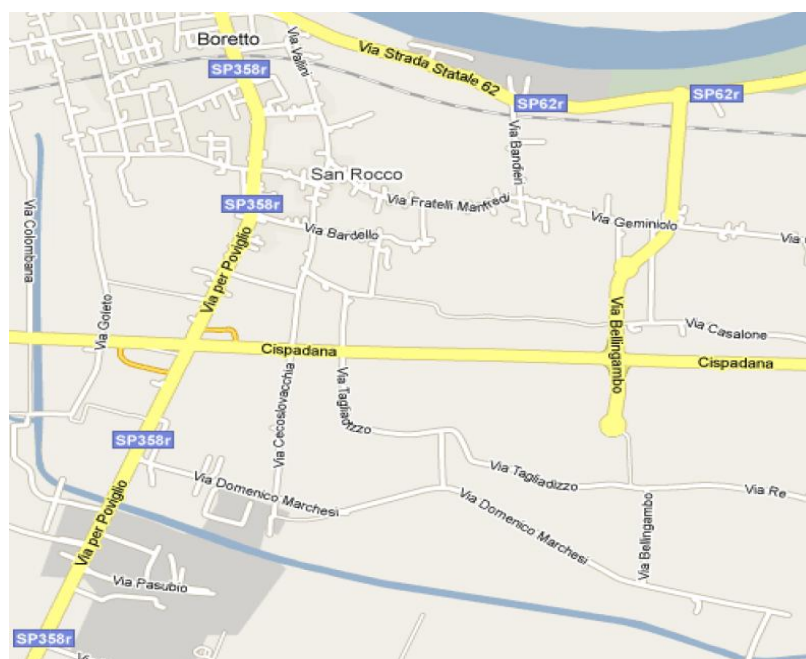 Boretto
Via Vallini
SP358r
Via Strada Statale 62
SP62r
SP62r
Via Bandieri
San Rocco
Via Fratelli Manfredi
SP358r
Via Geminiolo
Via Colombana
Via Bardello
Via per Poviglio
Via Goleto
Via Bellingambo
Via Casalone
Cispadana
Cispadana
Via Cecoslovacchia
Via Tagliadizzo
SP358r
Via Tagliadizzo
Via Re
Via Domenico Marchesi
Via Domenico Marchesi
Via Bellingambo
Via per Poviglio
Via Pasubio
SP358r
Via